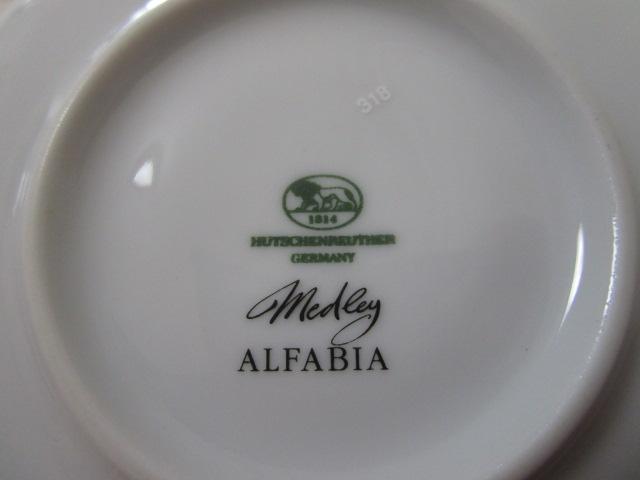 318
1814
HUTSCHENREUTHER
GERMANY
Medley
ALFABIA